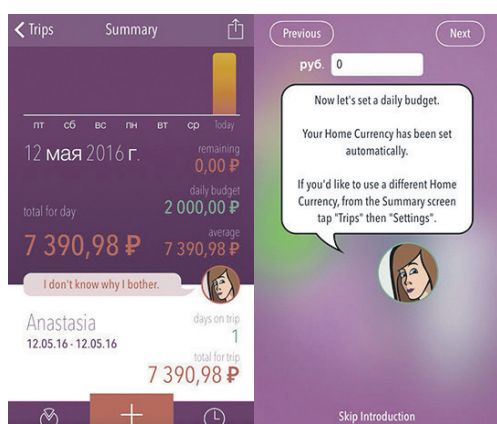 Trips Summary
пт сб вс пн вт ср Today
12 мая 2016 г.
remaining
0,00 ₽
daily budget
2 000,00 ₽
total for day
7 390,98 ₽
average
7 390,98 ₽
I don't know why I bother.
Anastasia
12.05.16 - 12.05.16
days on trip
1
total for trip
7 390,98 ₽
Previous Next
руб. 0
Now let's set a daily budget.
Your Home Currency has been set
automatically.
If you'd like to use a different Home
Currency, from the Summary screen
tap "Trips" then "Settings".
Skip Introduction